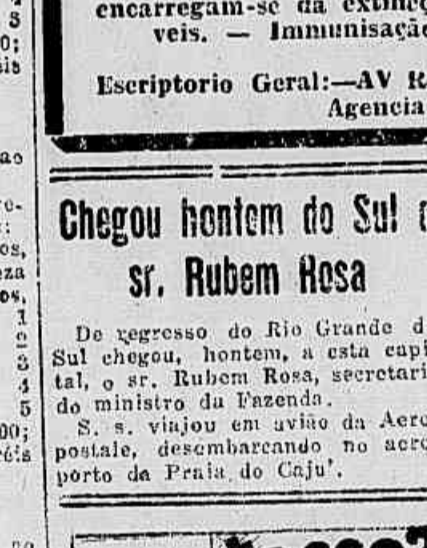 encarregam-se da extinc
veis. — Immunisação
Escriptorio Geral:—AV R
Agencia
Chegou hontem do Sul o
sr. Rubem Rosa
De regresso do Rio Grande d
Sul chegou, hontem, a esta capi
tal, o sr. Rubem Rosa, secretari
do ministro da Fazenda.
S. s. viajou em avião da Aero
postale, desembarcando no aero
porto da Praia do Caju'.